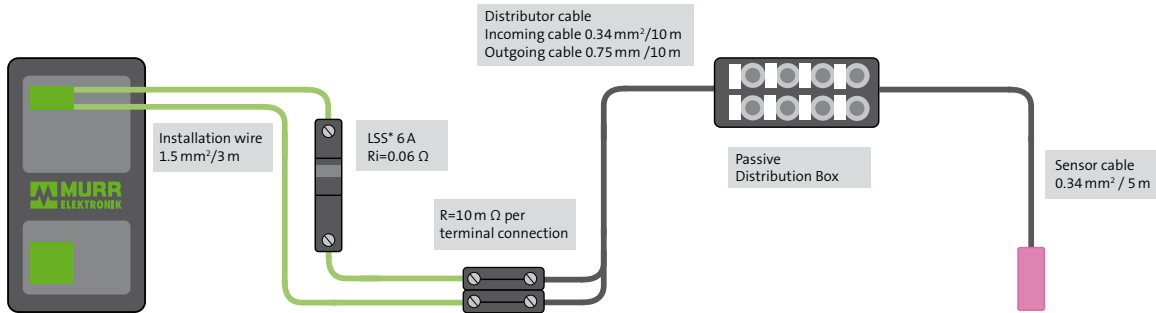 Distributor cable
Incoming cable 0.34 mm²/10 m
Outgoing cable 0.75 mm /10 m
Installation wire
1.5 mm²/3 m
LSS* 6 A
Ri=0.06 Ω
MURR
ELEKTRONIK
R=10 m Ω per
terminal connection
Passive
Distribution Box
Sensor cable
0.34 mm² / 5 m